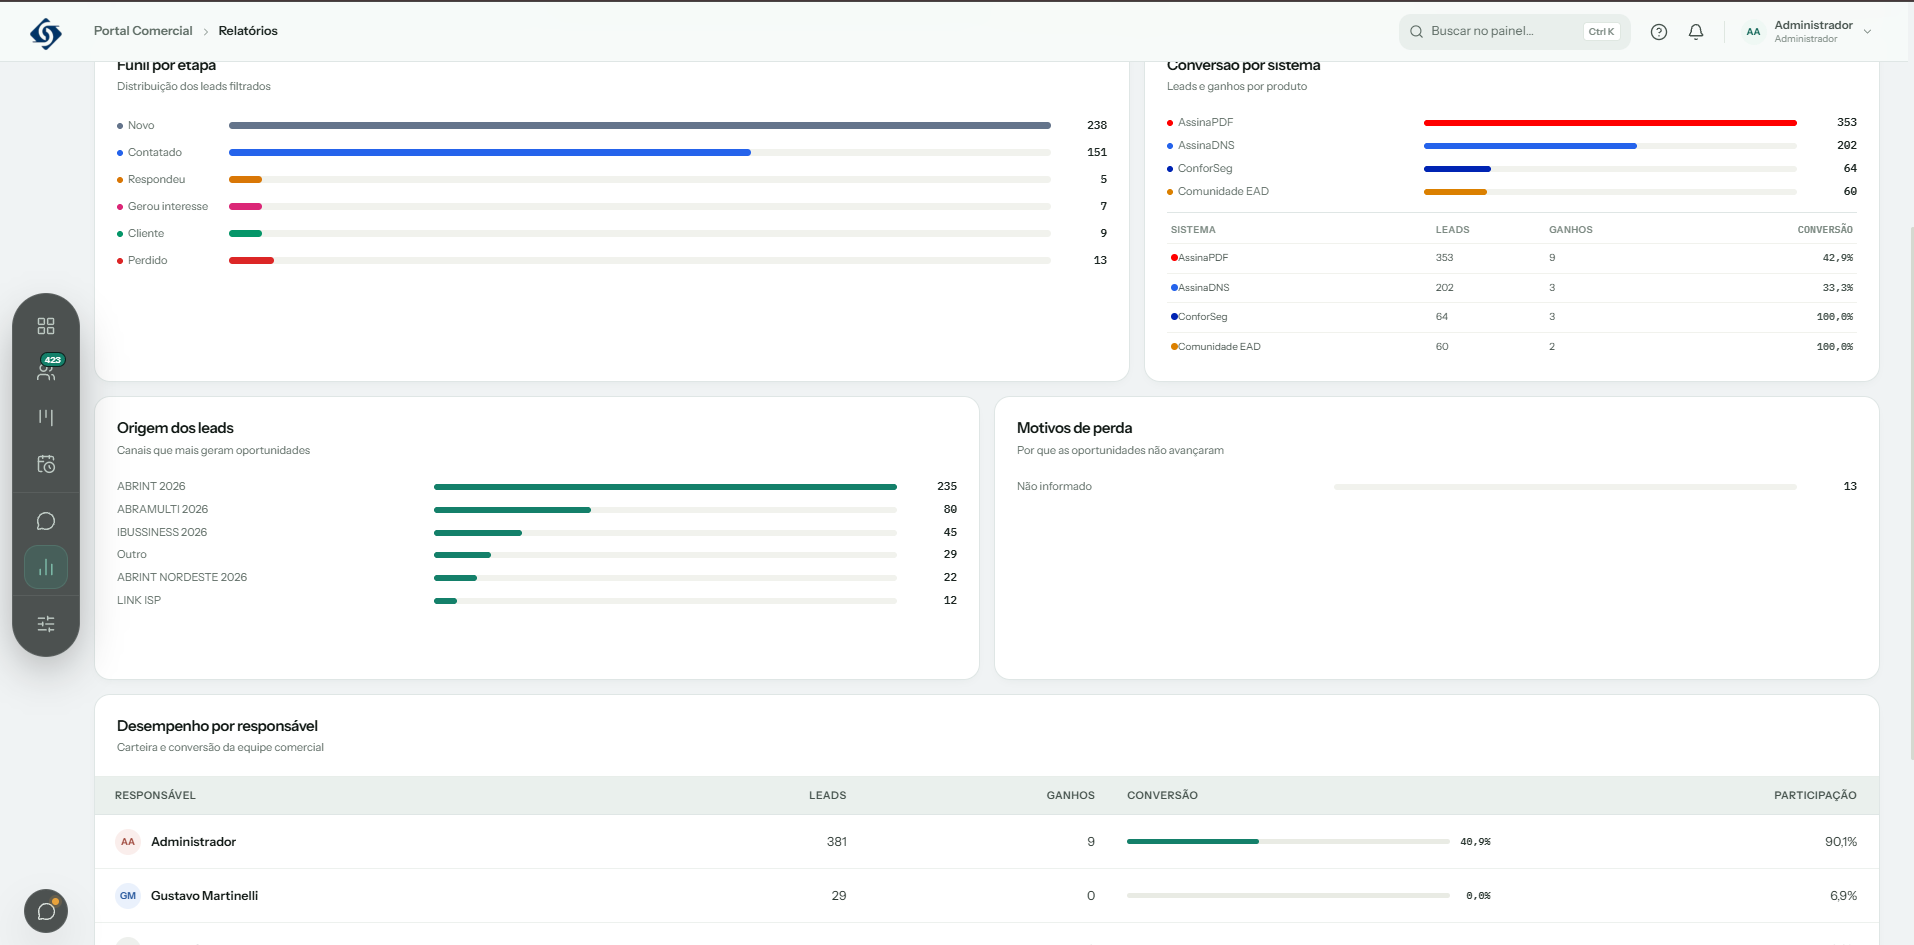 Portal Comercial
Relatórios
Buscar no painel...
Ctrl K
AA
Administrador
Administrador
Funil por etapa
Distribuição dos leads filtrados
Novo 238
Contatado 151
Respondeu 5
Gerou interesse 7
Cliente 9
Perdido 13
Conversão por sistema
Leads e ganhos por produto
AssinaPDF 353
AssinaDNS 202
ConforSeg 64
Comunidade EAD 60
SISTEMA LEADS GANHOS CONVERSÃO
AssinaPDF 353 9 42,9%
AssinaDNS 202 3 33,3%
ConforSeg 64 3 100,0%
Comunidade EAD 60 2 100,0%
423
Origem dos leads
Canais que mais geram oportunidades
ABRINT 2026 235
ABRAMULTI 2026 80
IBUSSINESS 2026 45
Outro 29
ABRINT NORDESTE 2026 22
LINK ISP 12
Motivos de perda
Por que as oportunidades não avançaram
Não informado 13
Desempenho por responsável
Carteira e conversão da equipe comercial
RESPONSÁVEL LEADS GANHOS CONVERSÃO PARTICIPAÇÃO
AA Administrador 381 9 40,9% 90,1%
GM Gustavo Martinelli 29 0 0,0% 6,9%